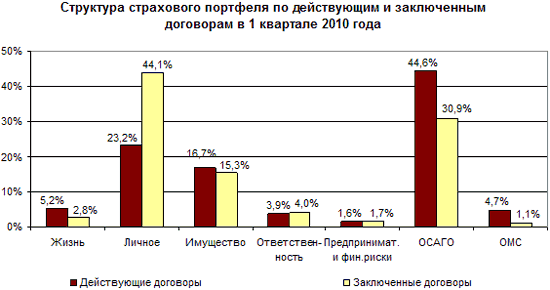 Структура страхового портфеля по действующим и заключенным
договорам в 1 квартале 2010 года
50%
40%
30%
20%
10%
0%
5,2%
2,8%
23,2%
44,1%
16,7%
15,3%
3,9%
4,0%
1,6%
1,7%
44,6%
30,9%
4,7%
1,1%
Жизнь
Личное
Имущество
Ответствен-
ность
Предпринимат.
и фин.риски
ОСАГО
ОМС
Действующие договоры
Заключенные договоры